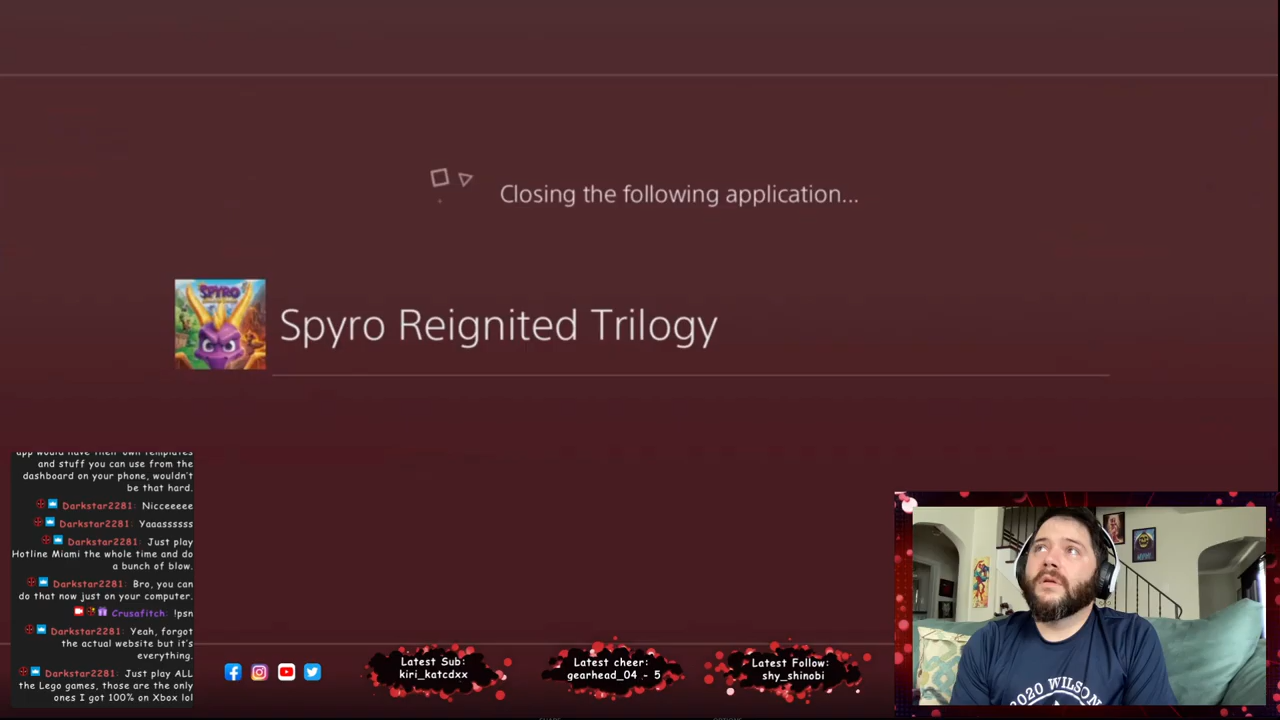 Closing the following application...
SPYRO
Spyro Reignited Trilogy
app would have their own templates
and stuff you can use from the
dashboard on your phone, wouldn't
be that hard.
Darkstar2281: Nicceeeee
Darkstar2281: Yaaassssss
Darkstar2281: Just play
Hotline Miami the whole time and do
a bunch of blow.
Darkstar2281: Bro, you can
do that now just on your computer.
Crusafitch: !psn
Darkstar2281: Yeah, forgot
the actual website but it's
everything.
Darkstar2281: Just play ALL
the Lego games, those are the only
ones I got 100% on Xbox lol
Latest Sub:
kiri_katcdxx
Latest cheer:
gearhead_04 - 5
Latest Follow:
shy_shinobi
2020 WILSON